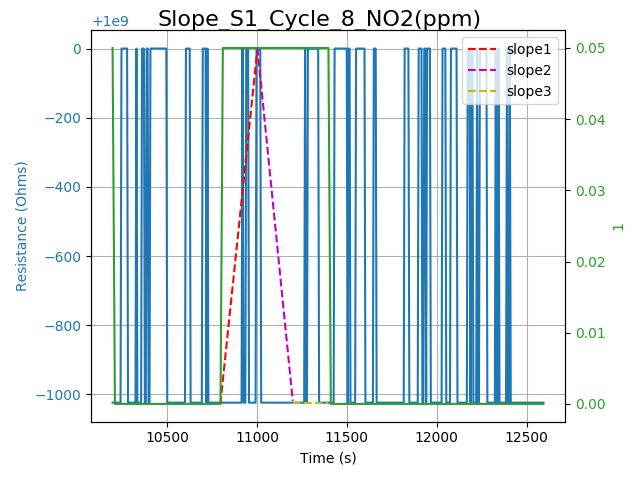 Slope_S1_Cycle_8_NO2(ppm)
+1e9
slope1
slope2
slope3
0
−200
−400
−600
−800
−1000
Resistance (Ohms)
0.05
0.04
0.03
0.02
0.01
0.00
1
10500 11000 11500 12000 12500
Time (s)